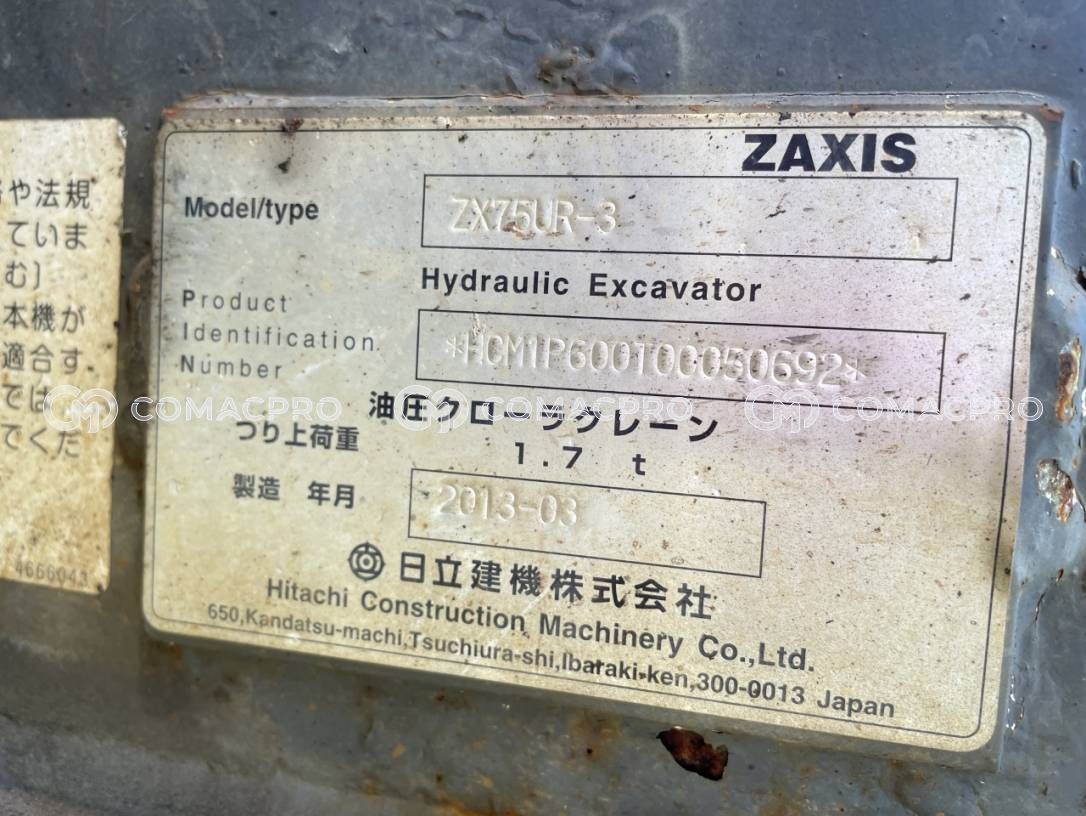 や法規
ていま
む〕
本機が
適合す.
では
てくだ
4666043
ZAXIS
Model/type ZX75UR-3
Hydraulic Excavator
Product
Identification
Number
*HCM1P600T00050692*
油圧クローラクレーン
つり上荷重 1.7 t
製造 年月 2013-03
日立建機株式会社
Hitachi Construction Machinery Co.,Ltd.
650,Kandatsu-machi,Tsuchiura-shi,Ibaraki-ken,300-0013 Japan
COMACPRO COMACPRO COMACPRO